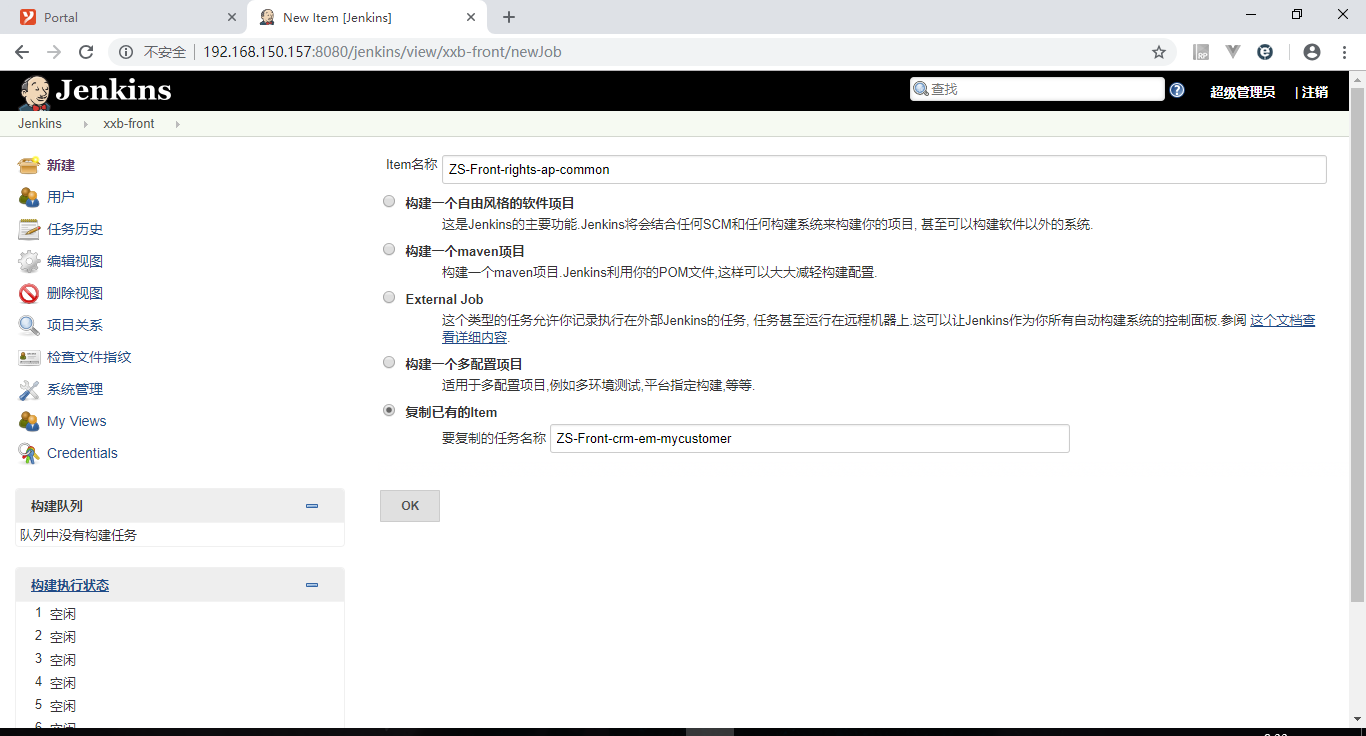 Portal
New Item [Jenkins]
不安全 192.168.150.157:8080/jenkins/view/xxb-front/newJob
Jenkins
查找
超级管理员
| 注销
Jenkins
xxb-front
新建
用户
任务历史
编辑视图
删除视图
项目关系
检查文件指纹
系统管理
My Views
Credentials
构建队列
队列中没有构建任务
构建执行状态
1 空闲
2 空闲
3 空闲
4 空闲
5 空闲
6 空闲
Item名称 ZS-Front-rights-ap-common
构建一个自由风格的软件项目
这是Jenkins的主要功能.Jenkins将会结合任何SCM和任何构建系统来构建你的项目, 甚至可以构建软件以外的系统.
构建一个maven项目
构建一个maven项目.Jenkins利用你的POM文件,这样可以大大减轻构建配置.
External Job
这个类型的任务允许你记录执行在外部Jenkins的任务, 任务甚至运行在远程机器上.这可以让Jenkins作为你所有自动构建系统的控制面板.参阅 这个文档查
看详细内容.
构建一个多配置项目
适用于多配置项目,例如多环境测试,平台指定构建,等等.
复制已有的Item
要复制的任务名称 ZS-Front-crm-em-mycustomer
OK